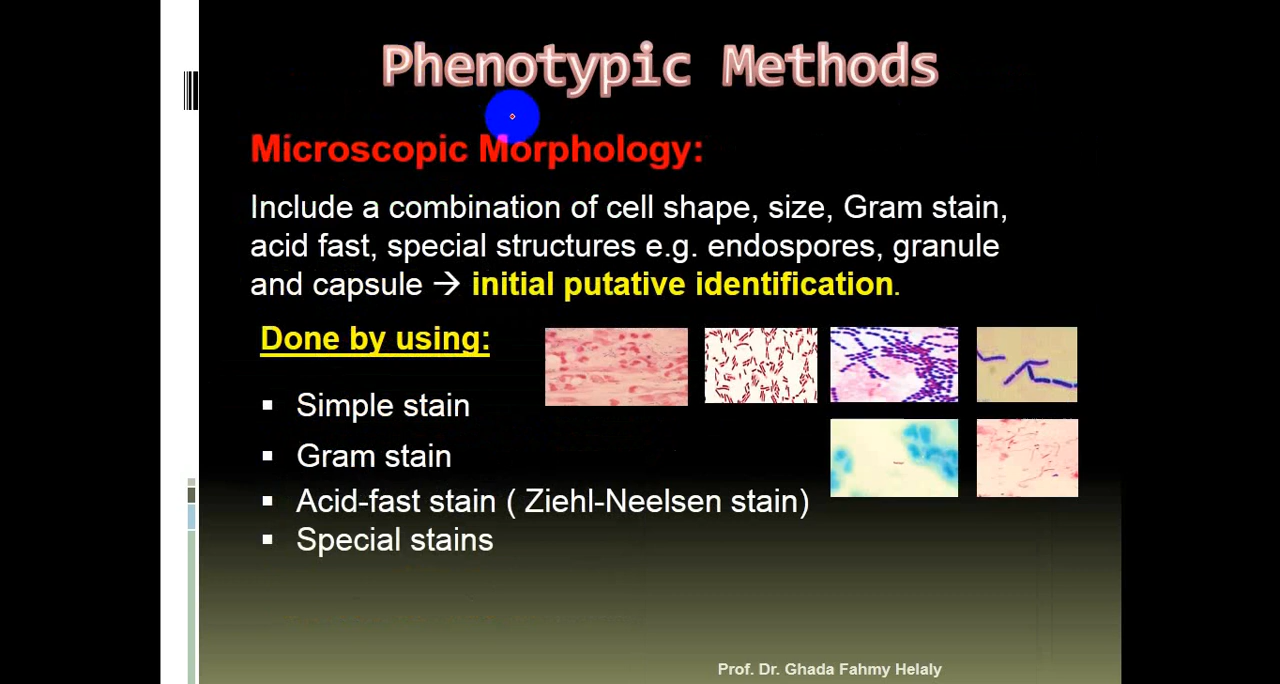 Phenotypic Methods
Microscopic Morphology:
Include a combination of cell shape, size, Gram stain,
acid fast, special structures e.g. endospores, granule
and capsule → initial putative identification.
Done by using:
▪ Simple stain
▪ Gram stain
▪ Acid-fast stain ( Ziehl-Neelsen stain)
▪ Special stains
Prof. Dr. Ghada Fahmy Helaly